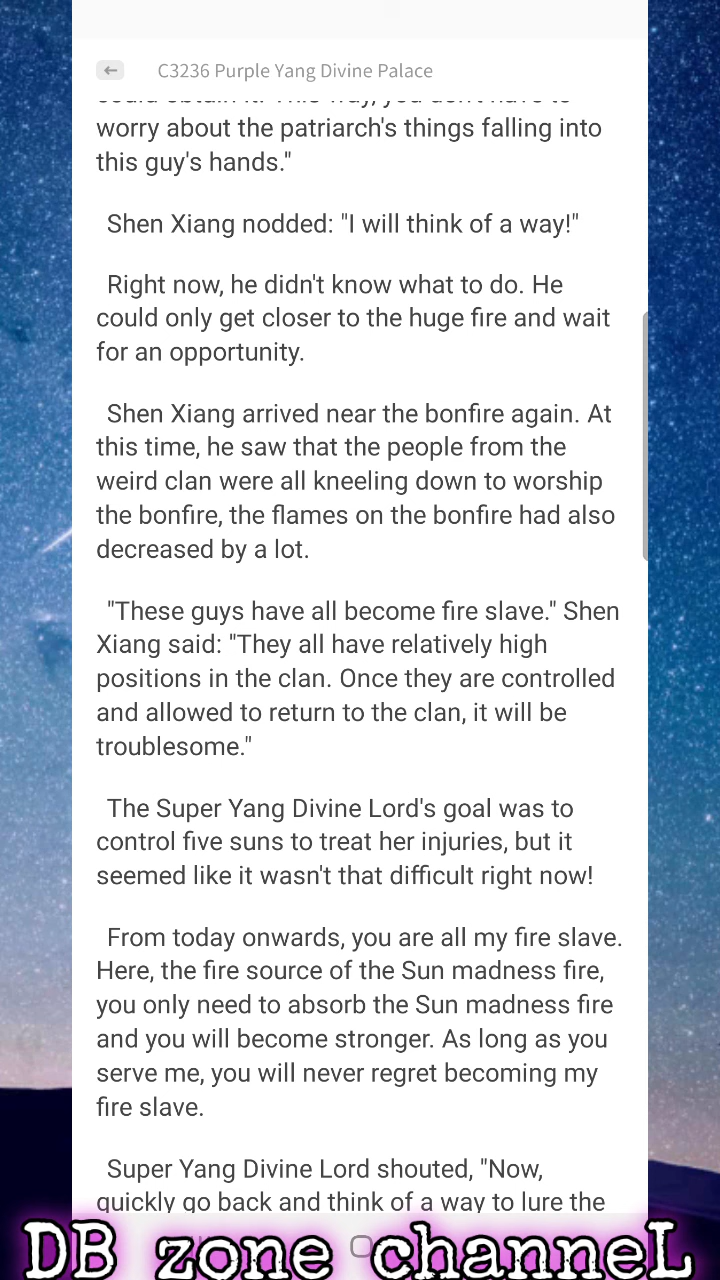 C3236 Purple Yang Divine Palace
could obtain it. This way, you don't have to
worry about the patriarch's things falling into
this guy's hands."
Shen Xiang nodded: "I will think of a way!"
Right now, he didn't know what to do. He
could only get closer to the huge fire and wait
for an opportunity.
Shen Xiang arrived near the bonfire again. At
this time, he saw that the people from the
weird clan were all kneeling down to worship
the bonfire, the flames on the bonfire had also
decreased by a lot.
"These guys have all become fire slave." Shen
Xiang said: "They all have relatively high
positions in the clan. Once they are controlled
and allowed to return to the clan, it will be
troublesome."
The Super Yang Divine Lord's goal was to
control five suns to treat her injuries, but it
seemed like it wasn't that difficult right now!
From today onwards, you are all my fire slave.
Here, the fire source of the Sun madness fire,
you only need to absorb the Sun madness fire
and you will become stronger. As long as you
serve me, you will never regret becoming my
fire slave.
Super Yang Divine Lord shouted, "Now,
quickly go back and think of a way to lure the
DB zone channeL